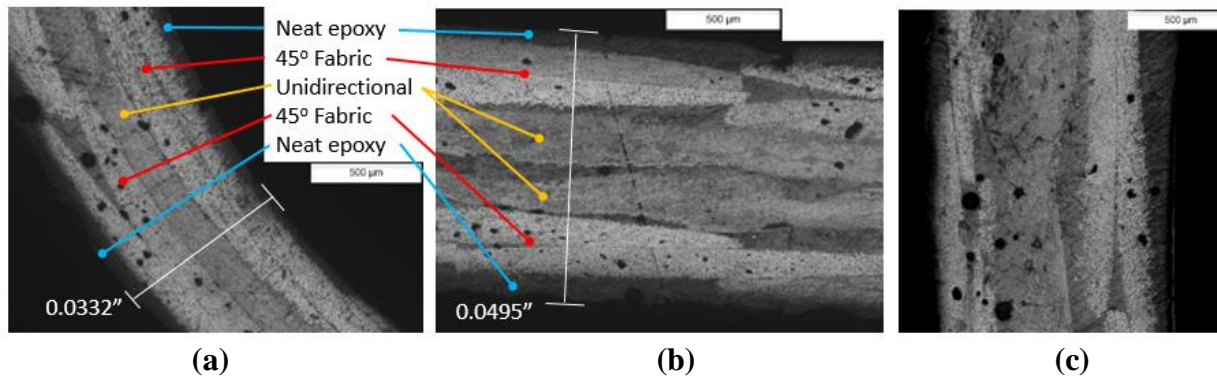 Neat epoxy
45º Fabric
Unidirectional
45º Fabric
Neat epoxy
500 µm
0.0332”
500 µm
0.0495”
500 µm
(a)
(b)
(c)